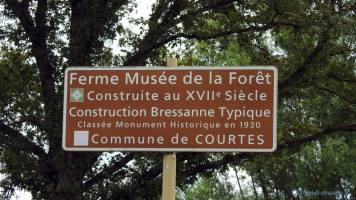 Ferme Musée de la Forêt
Construite au XVIIe Siècle
Construction Bressanne Typique
Classée Monument Historique en 1930
Commune de COURTES